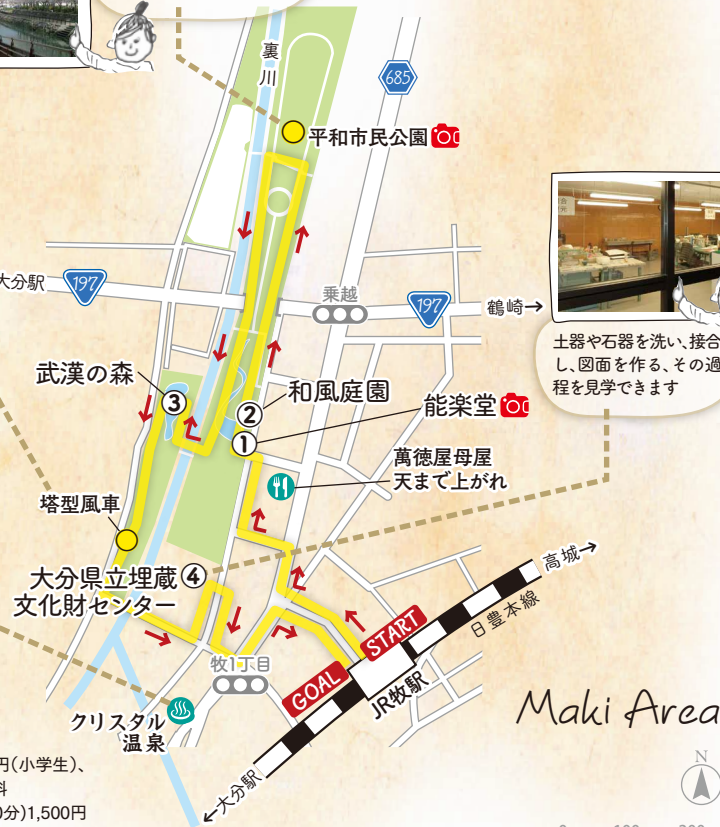 裏川
685
平和市民公園
大分駅
197
乗越
197
鶴崎→
土器や石器を洗い、接合
し、図面を作る、その過
程を見学できます
武漢の森
③
②
和風庭園
①
能楽堂
萬徳屋母屋
天まで上がれ
塔型風車
大分県立埋蔵
文化財センター
④
高城→
日豊本線
START
GOAL
JR牧駅
牧1丁目
クリスタル
温泉
Maki Area
←大分駅
円(小学生)、
料
0分)1,500円
N